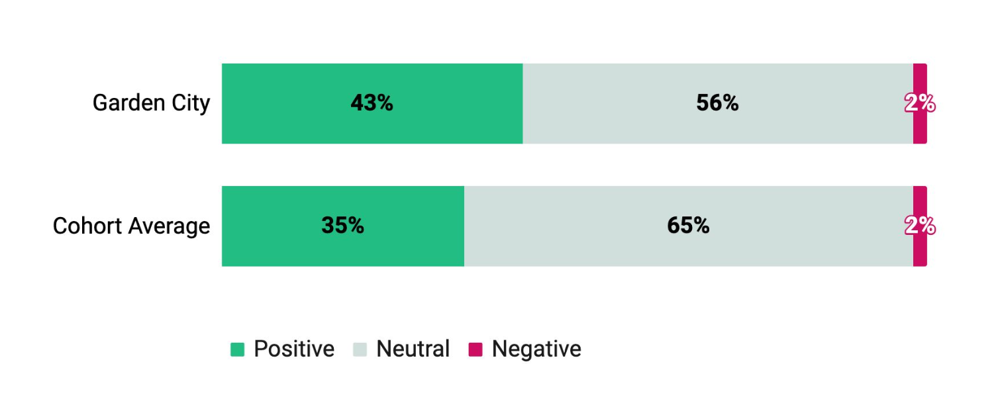 Garden City 43% 56% 2%
Cohort Average 35% 65% 2%
Positive Neutral Negative